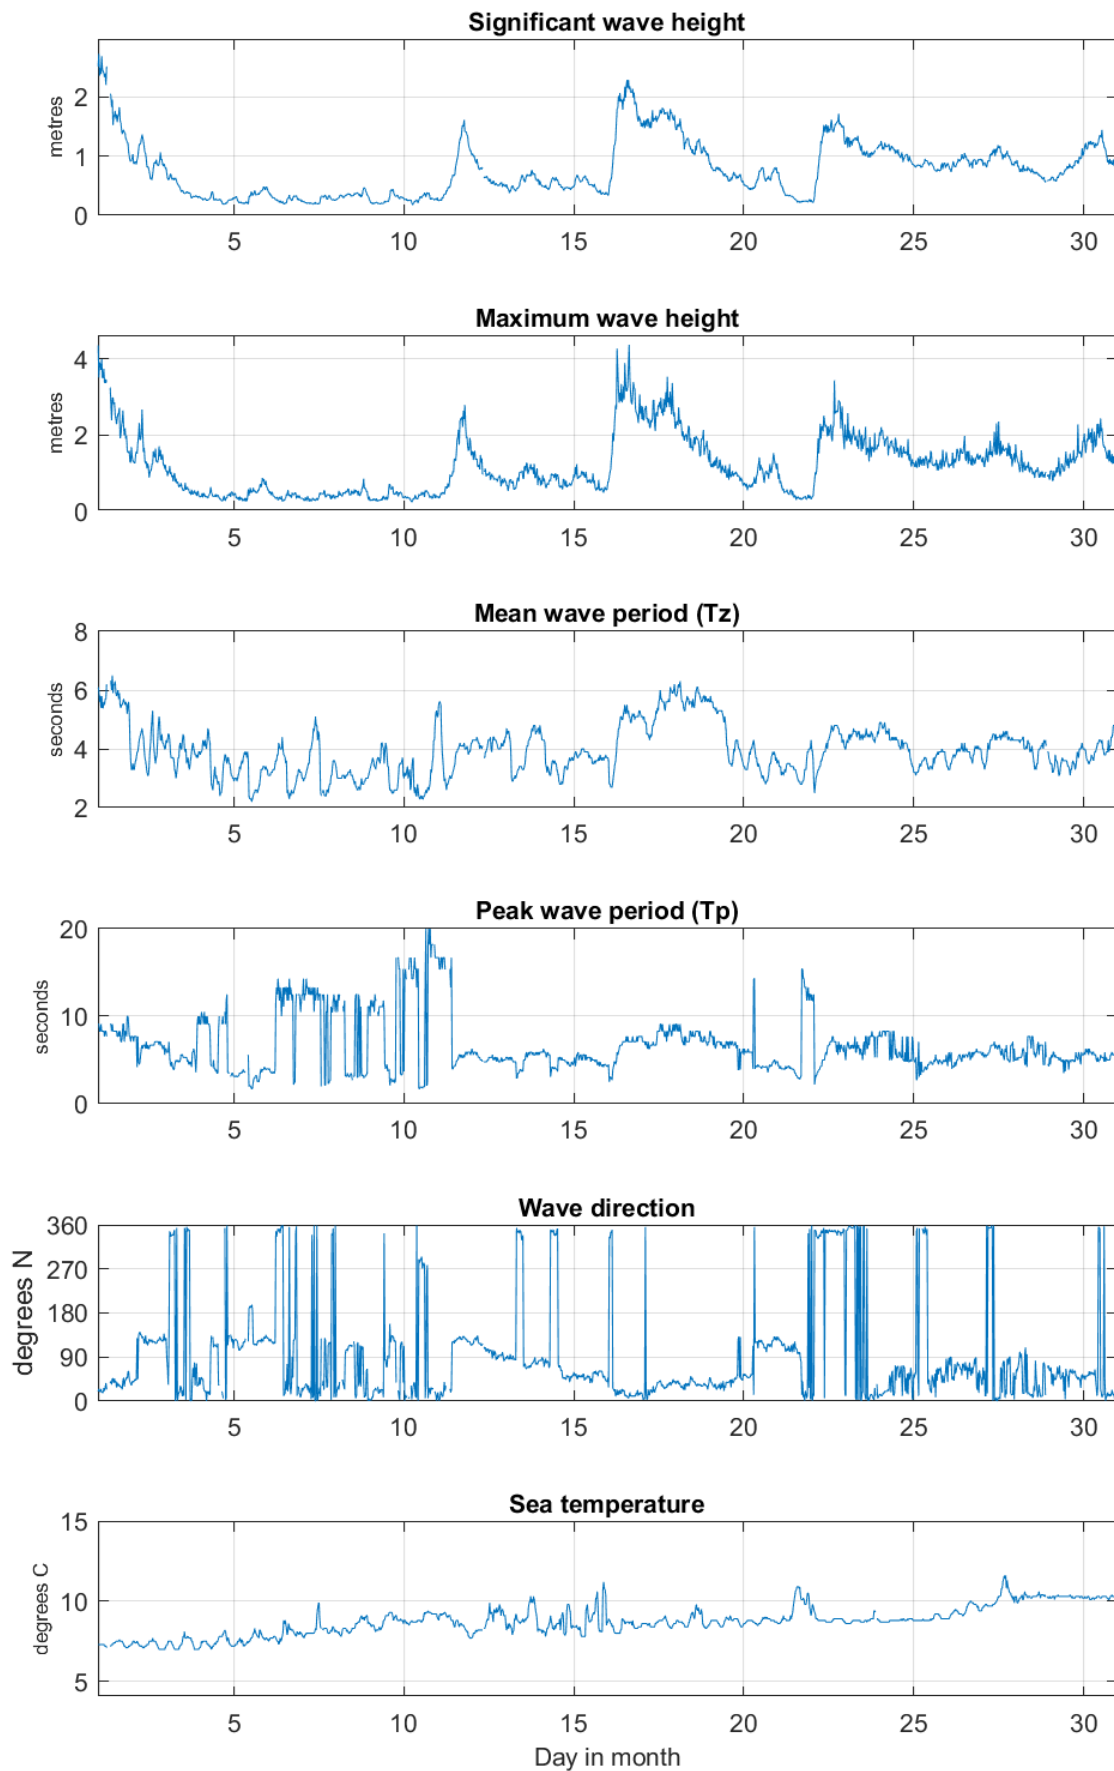 Significant wave height
metres
2
1
0
5 10 15 20 25 30
Maximum wave height
metres
4
2
0
5 10 15 20 25 30
Mean wave period (Tz)
seconds
8
6
4
2
5 10 15 20 25 30
Peak wave period (Tp)
seconds
20
10
0
5 10 15 20 25 30
Wave direction
degrees N
360
270
180
90
0
5 10 15 20 25 30
Sea temperature
degrees C
15
10
5
5 10 15 20 25 30
Day in month